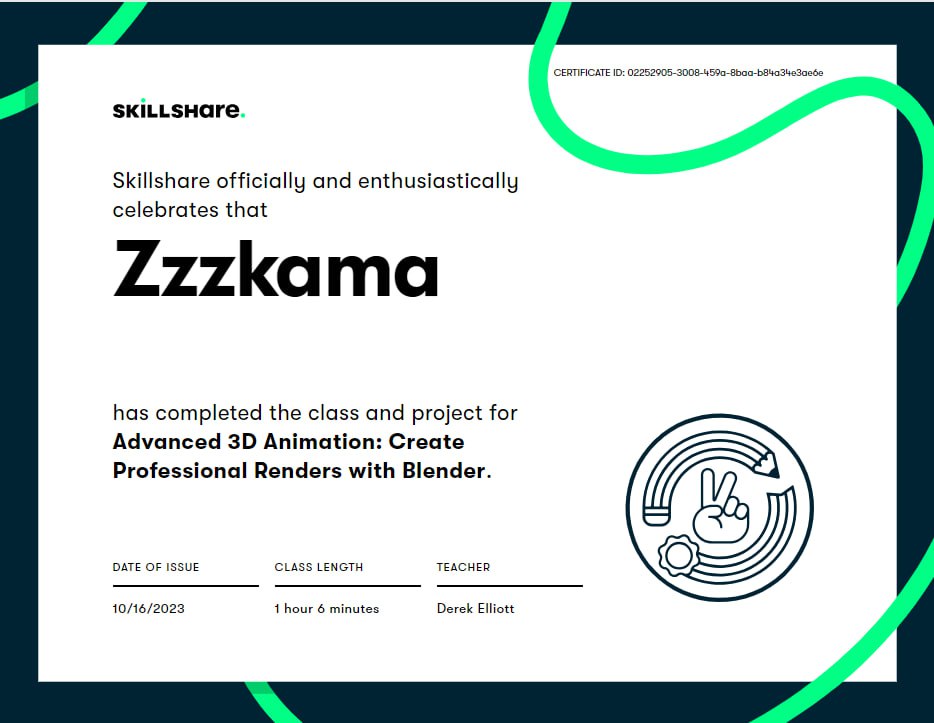 CERTIFICATE ID: 02252905-3008-459a-8baa-b84a34e3ae6e
SKiLLSHare.
Skillshare officially and enthusiastically
celebrates that
Zzzkama
has completed the class and project for
Advanced 3D Animation: Create
Professional Renders with Blender.
DATE OF ISSUE
CLASS LENGTH
TEACHER
10/16/2023
1 hour 6 minutes
Derek Elliott